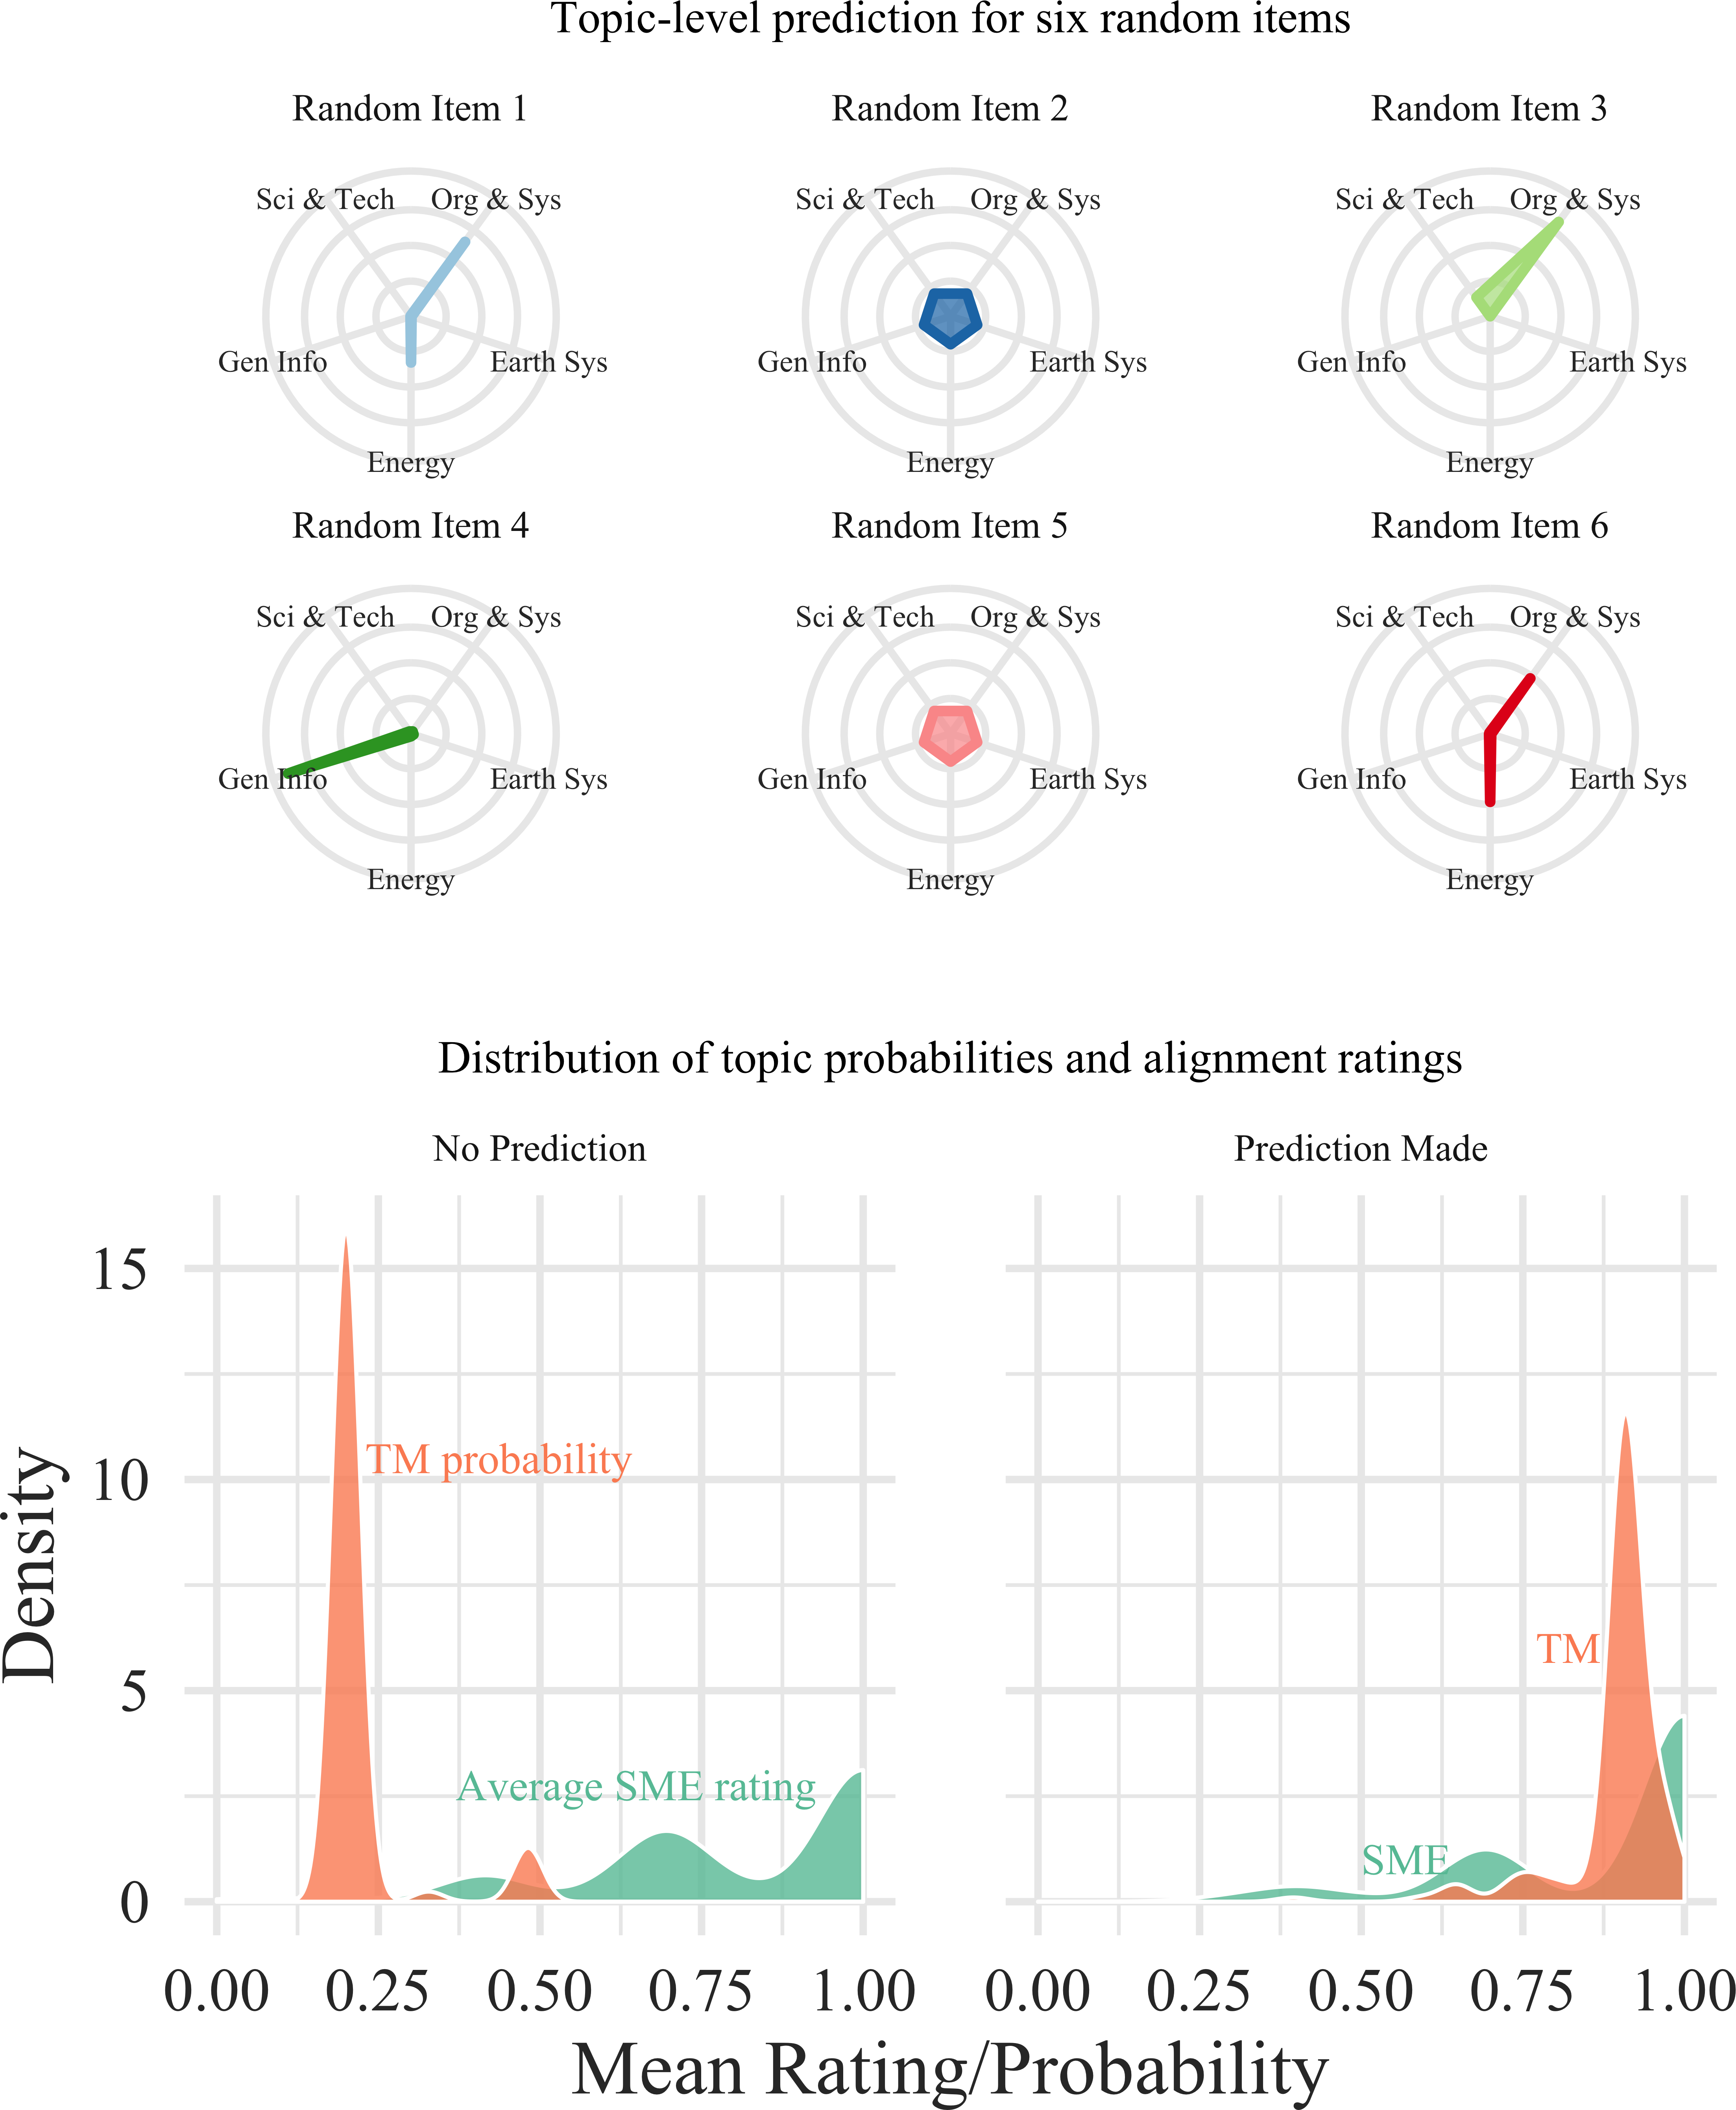 Topic-level prediction for six random items
Random Item 1
Random Item 2
Random Item 3
Sci & Tech
Org & Sys
Gen Info
Earth Sys
Energy
Sci & Tech
Org & Sys
Gen Info
Earth Sys
Energy
Sci & Tech
Org & Sys
Gen Info
Earth Sys
Energy
Random Item 4
Random Item 5
Random Item 6
Sci & Tech
Org & Sys
Gen Info
Earth Sys
Energy
Sci & Tech
Org & Sys
Gen Info
Earth Sys
Energy
Sci & Tech
Org & Sys
Gen Info
Earth Sys
Energy
Distribution of topic probabilities and alignment ratings
No Prediction
Prediction Made
Density
15
10
5
0
TM probability
Average SME rating
TM
SME
0.00 0.25 0.50 0.75 1.00
0.00 0.25 0.50 0.75 1.00
Mean Rating/Probability